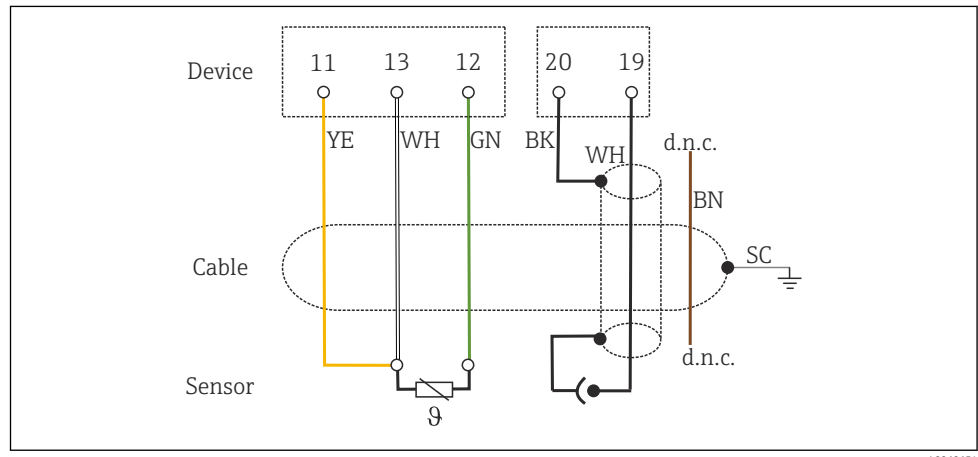 Device 11 13 12 20 19
YE WH GN BK WH d.n.c.
BN
Cable SC
d.n.c.
Sensor
ϑ